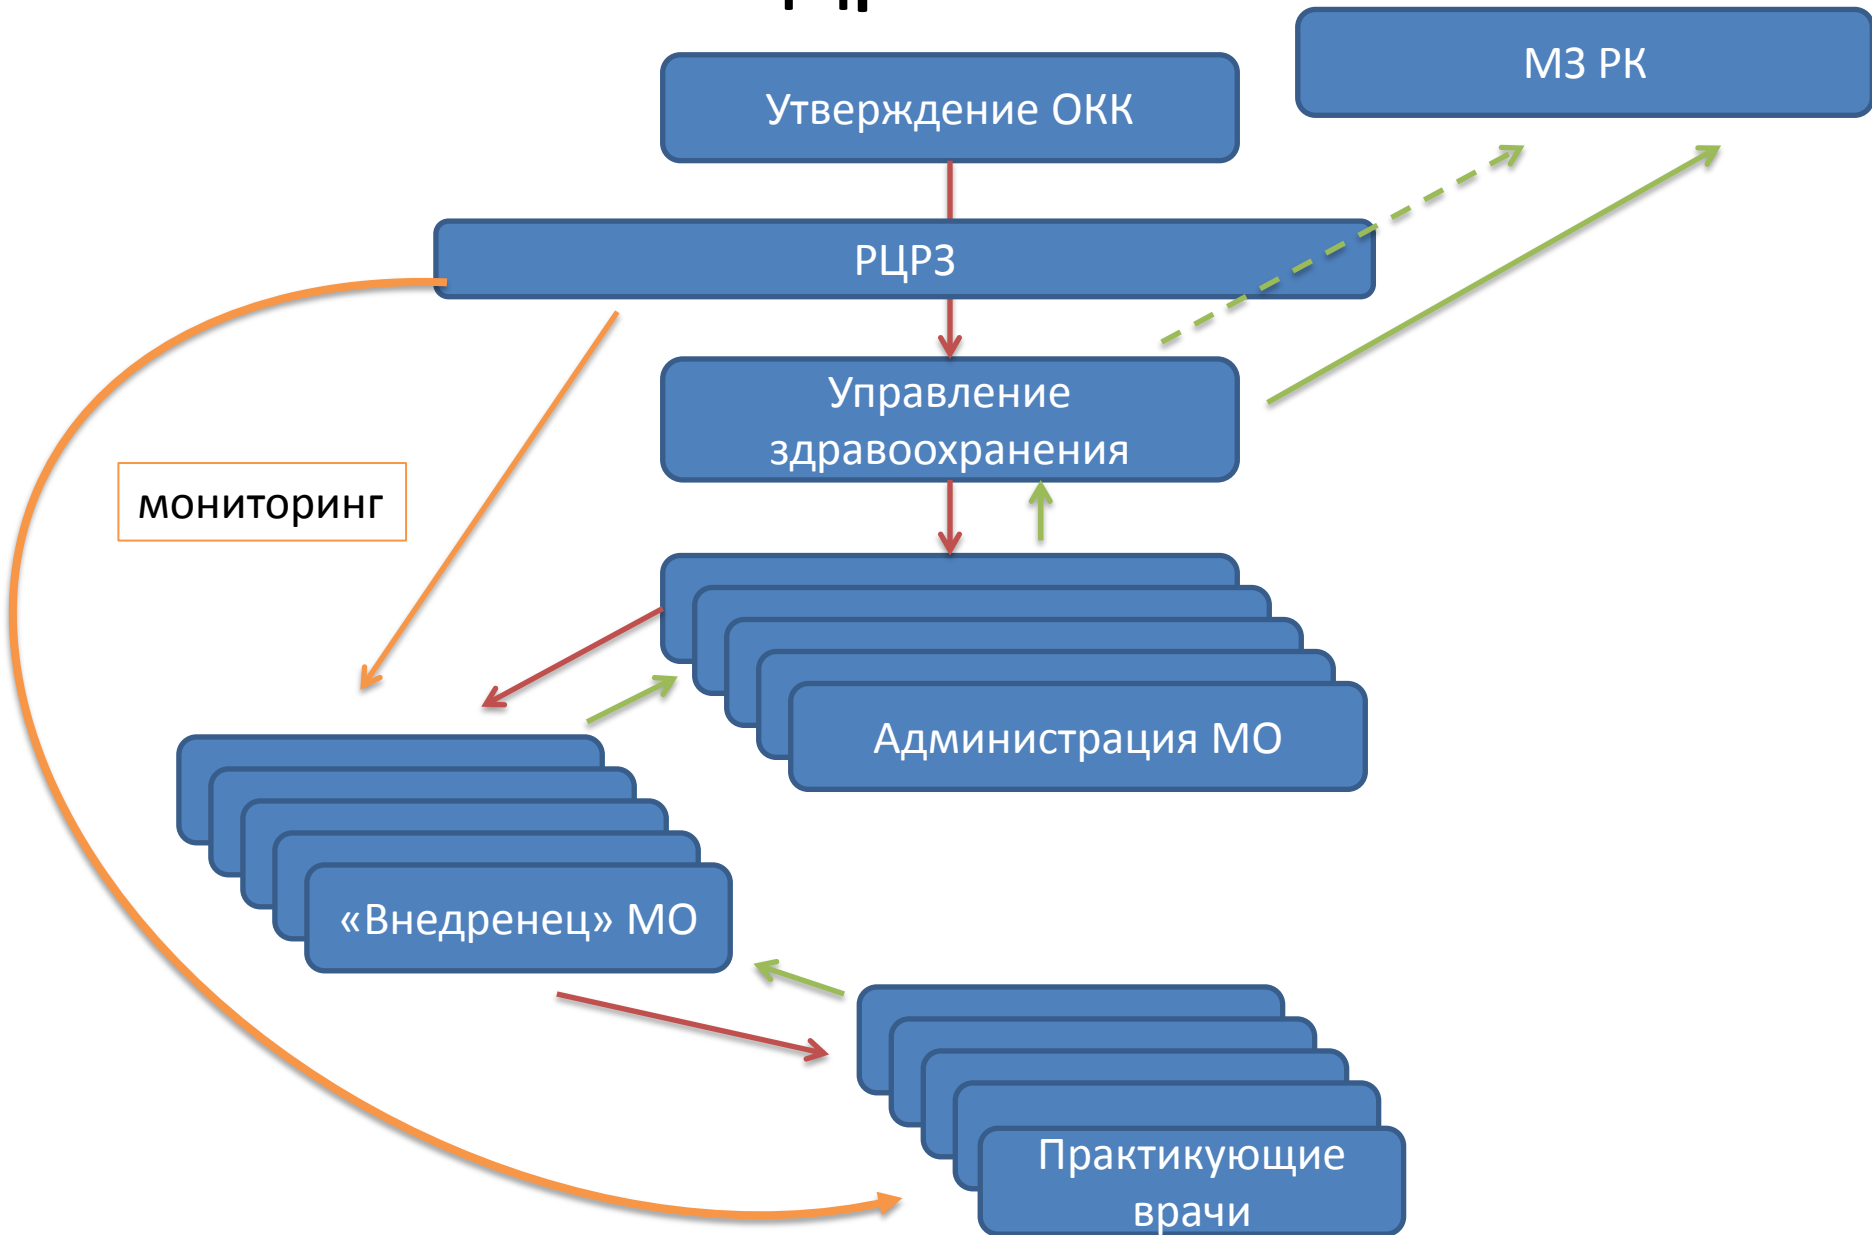 МЗ РК
Утверждение ОКК
РЦРЗ
Управление
здравоохранения
мониторинг
Администрация МО
«Внедренец» МО
Практикующие
врачи